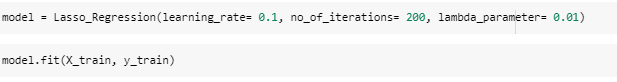 model = Lasso_Regression(learning_rate= 0.1, no_of_iterations= 200, lambda_parameter= 0.01)
model.fit(X_train, y_train)